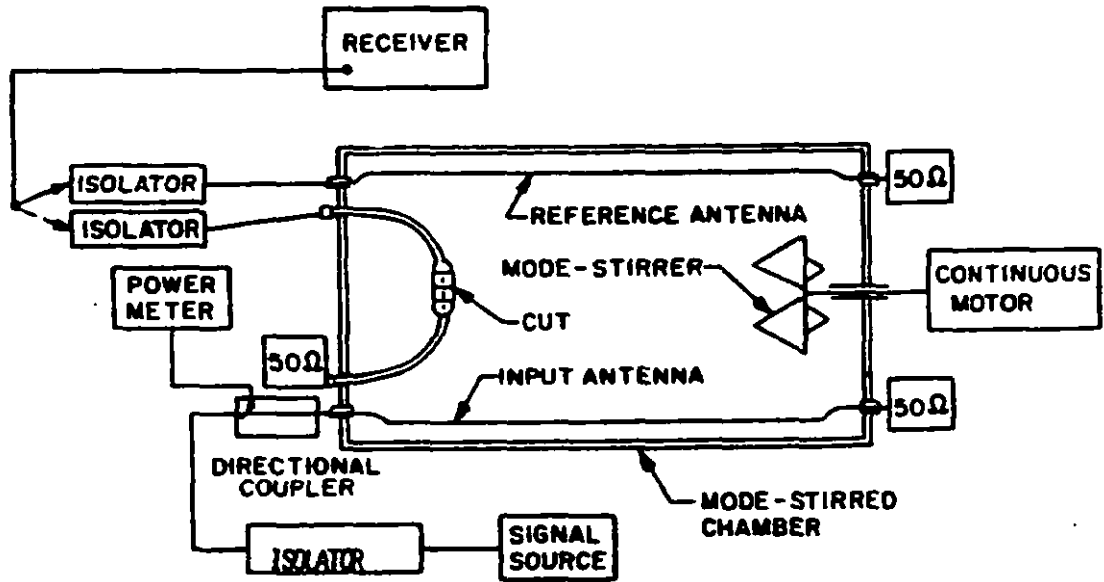 RECEIVER
ISOLATOR
50Ω
ISOLATOR
REFERENCE ANTENNA
MODE-STIRRER
CONTINUOUS
MOTOR
POWER
METER
CUT
50Ω
INPUT ANTENNA
50Ω
DIRECTIONAL
COUPLER
MODE-STIRRED
CHAMBER
ISOLATOR
SIGNAL
SOURCE